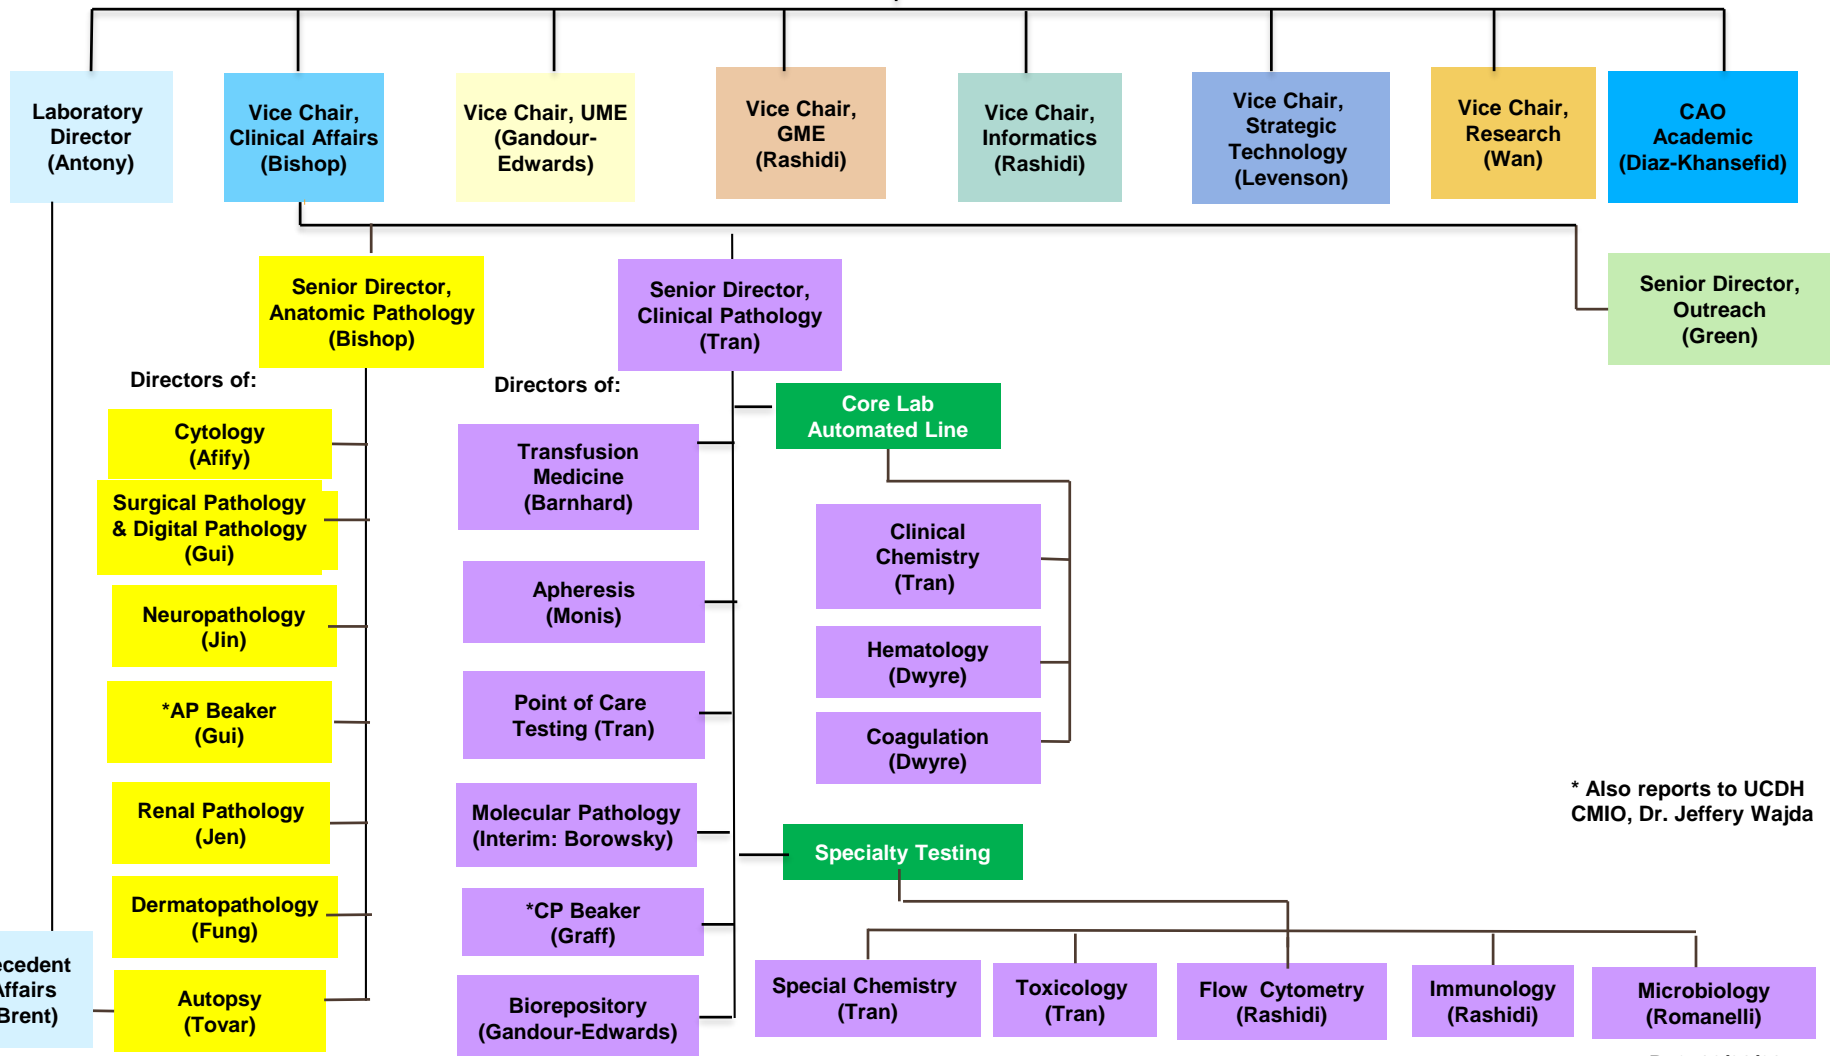 Laboratory
Director
(Antony)
Vice Chair,
Clinical Affairs
(Bishop)
Vice Chair, UME
(Gandour-
Edwards)
Vice Chair,
GME
(Rashidi)
Vice Chair,
Informatics
(Rashidi)
Vice Chair,
Strategic
Technology
(Levenson)
Vice Chair,
Research
(Wan)
CAO
Academic
(Diaz-Khansefid)
Senior Director,
Anatomic Pathology
(Bishop)
Senior Director,
Clinical Pathology
(Tran)
Senior Director,
Outreach
(Green)
Directors of:
Cytology
(Afify)
Surgical Pathology
& Digital Pathology
(Gui)
Neuropathology
(Jin)
*AP Beaker
(Gui)
Renal Pathology
(Jen)
Dermatopathology
(Fung)
Autopsy
(Tovar)
Brent)
Directors of:
Transfusion
Medicine
(Barnhard)
Apheresis
(Monis)
Point of Care
Testing (Tran)
Molecular Pathology
(Interim: Borowsky)
*CP Beaker
(Graff)
Biorepository
(Gandour-Edwards)
Core Lab
Automated Line
Clinical
Chemistry
(Tran)
Hematology
(Dwyre)
Coagulation
(Dwyre)
Specialty Testing
Special Chemistry
(Tran)
Toxicology
(Tran)
Flow Cytometry
(Rashidi)
Immunology
(Rashidi)
Microbiology
(Romanelli)
* Also reports to UCDH
CMIO, Dr. Jeffery Wajda